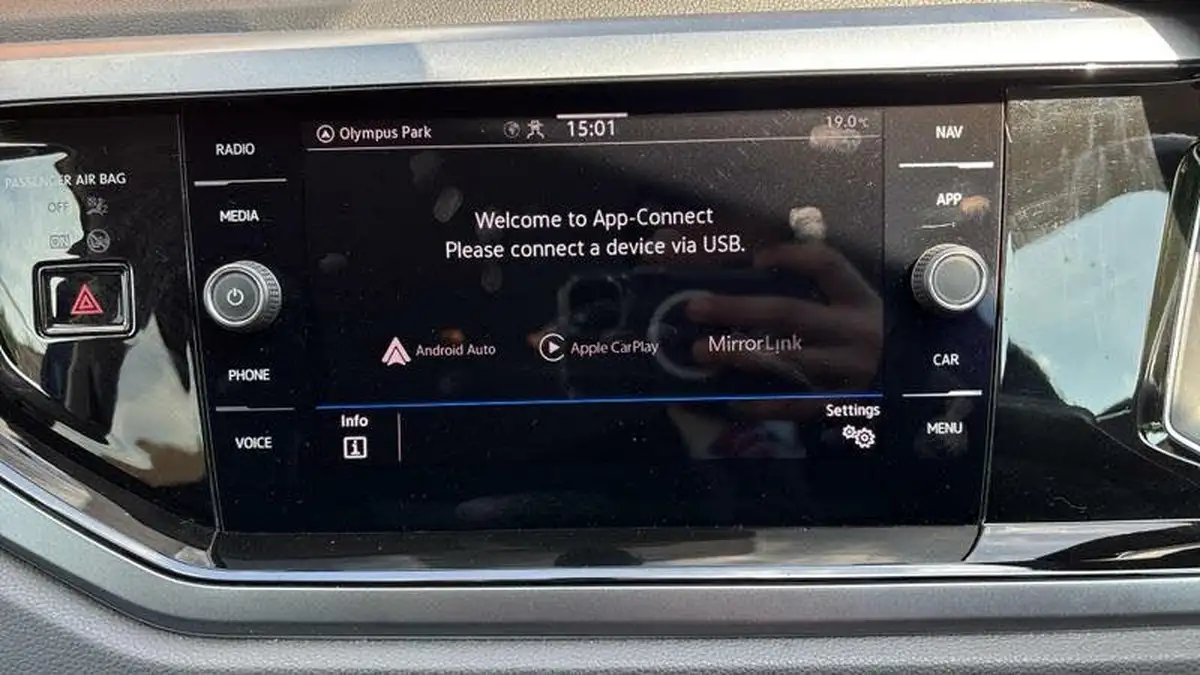 PASSENGER AIR BAG
OFF
ON
RADIO
MEDIA
PHONE
VOICE
Olympus Park
15:01
19.0°C
Welcome to App-Connect
Please connect a device via USB.
Android Auto
Apple CarPlay
MirrorLink
Info
Settings
NAV
APP
CAR
MENU